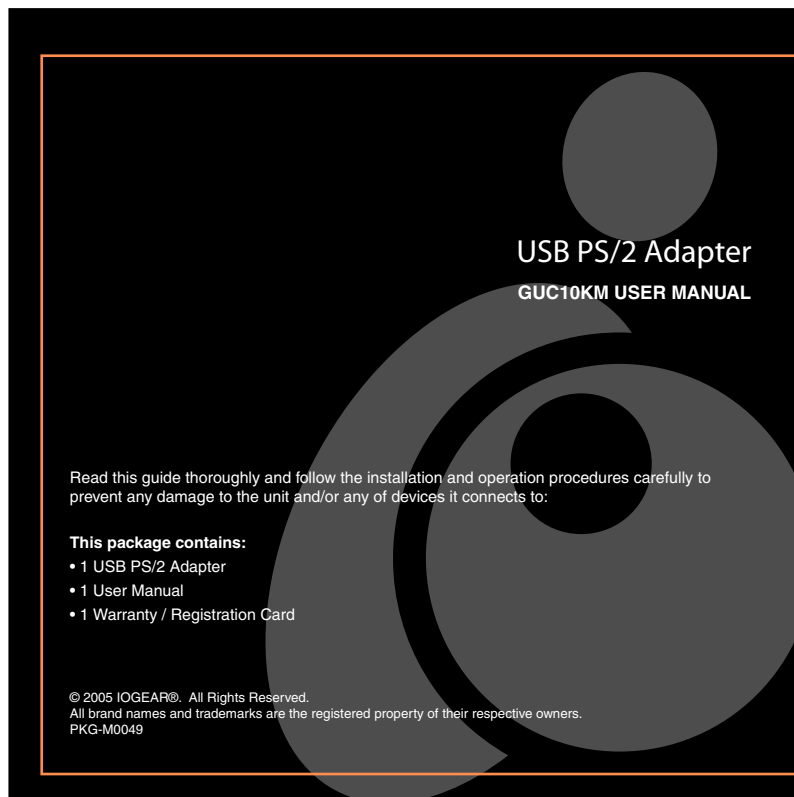 USB PS/2 Adapter
GUC10KM USER MANUAL
Read this guide thoroughly and follow the installation and operation procedures carefully to
prevent any damage to the unit and/or any of devices it connects to:
This package contains:
• 1 USB PS/2 Adapter
• 1 User Manual
• 1 Warranty / Registration Card
© 2005 IOGEAR®. All Rights Reserved.
All brand names and trademarks are the registered property of their respective owners.
PKG-M0049